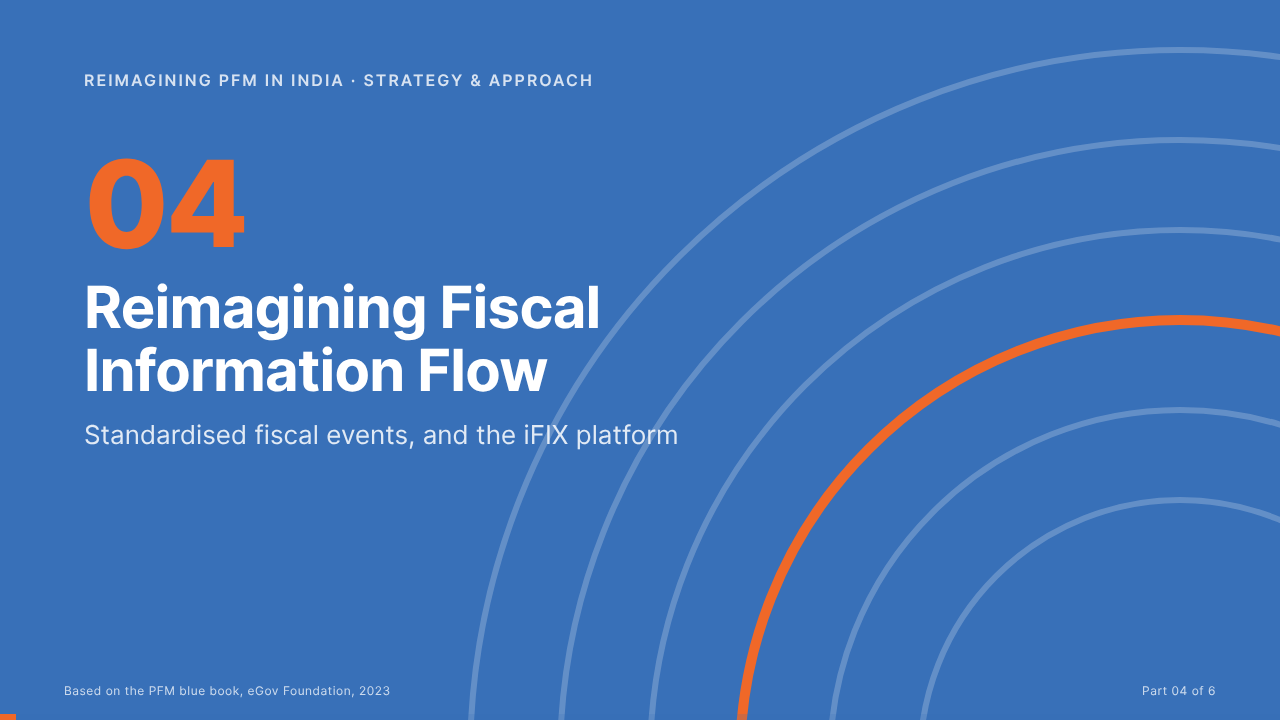 REIMAGINING PFM IN INDIA · STRATEGY & APPROACH
04
Reimagining Fiscal
Information Flow
Standardised fiscal events, and the iFIX platform
Based on the PFM blue book, eGov Foundation, 2023
Part 04 of 6